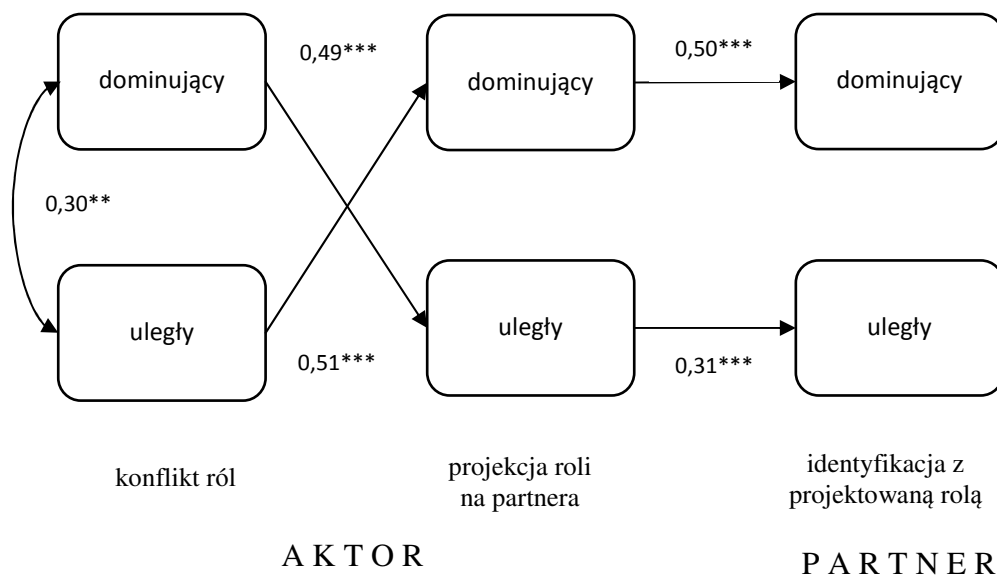 0,49***
0,50***
dominujący
dominujący
dominujący
0,30**
uległy
uległy
uległy
0,51***
0,31***
konflikt ról
projekcja roli
na partnera
identyfikacja z
projektowaną rolą
A K T O R
P A R T N E R